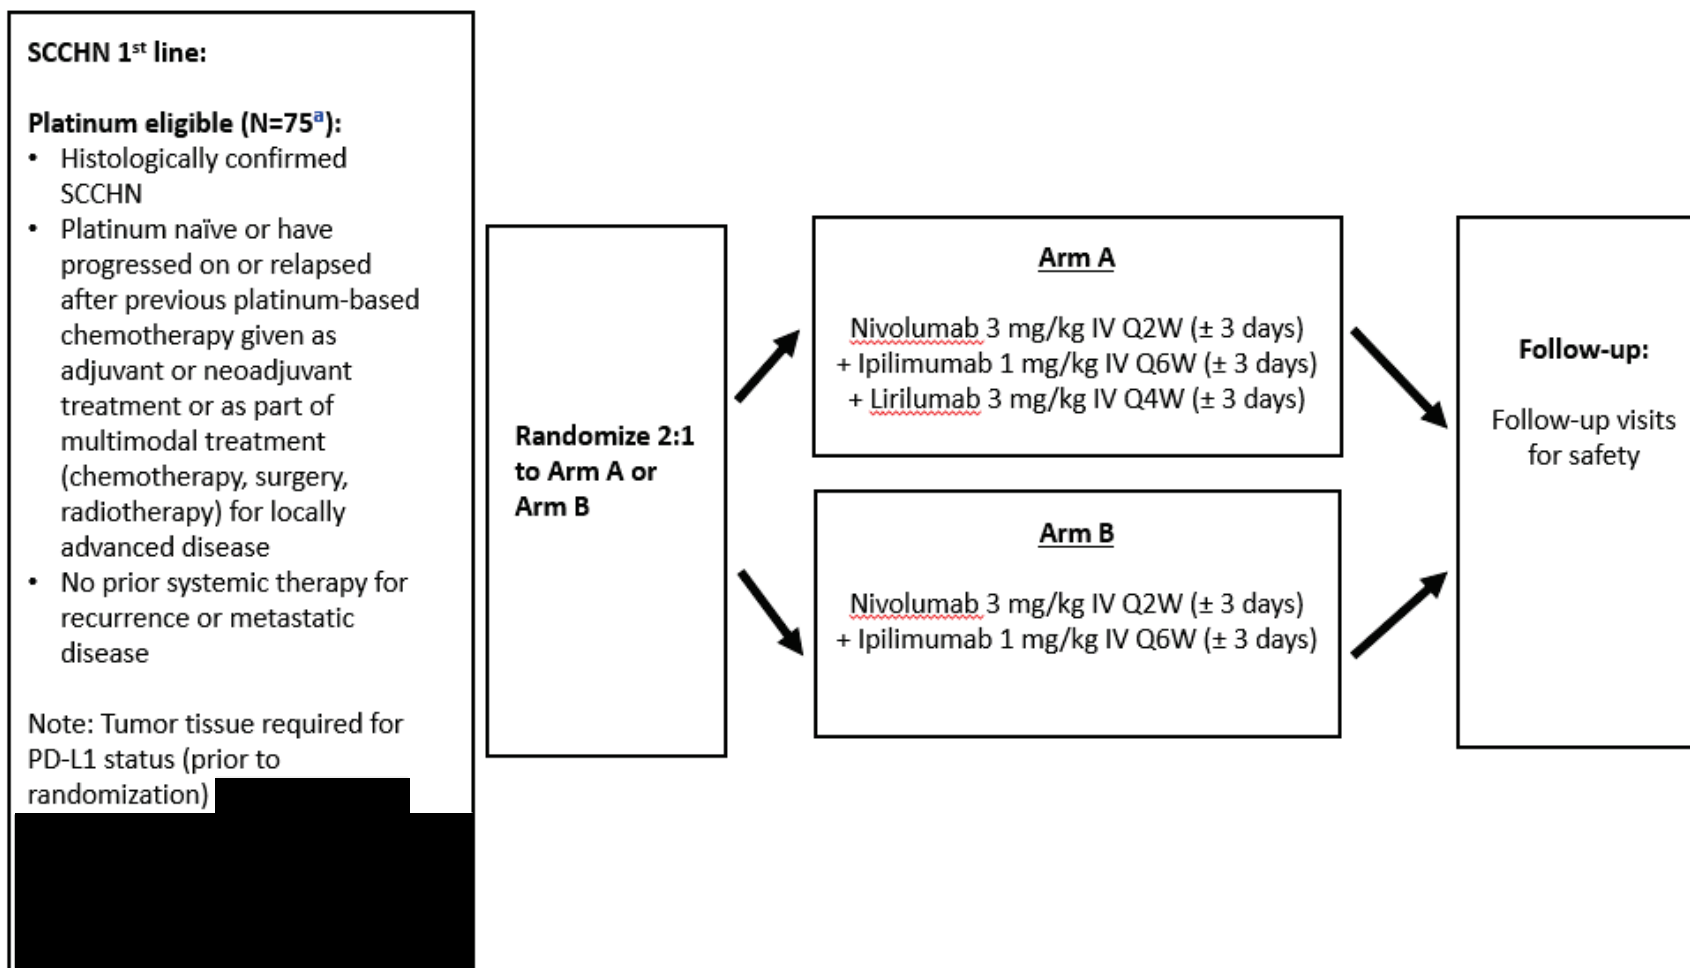 SCCHN 1st line:
Platinum eligible (N=75a):
• Histologically confirmed
SCCHN
• Platinum naïve or have
progressed on or relapsed
after previous platinum-based
chemotherapy given as
adjuvant or neoadjuvant
treatment or as part of
multimodal treatment
(chemotherapy, surgery,
radiotherapy) for locally
advanced disease
• No prior systemic therapy for
recurrence or metastatic
disease
Note: Tumor tissue required for
PD-L1 status (prior to
randomization)
Randomize 2:1
to Arm A or
Arm B
Arm A
Nivolumab 3 mg/kg IV Q2W (± 3 days)
+ Ipilimumab 1 mg/kg IV Q6W (± 3 days)
+ Lirilumab 3 mg/kg IV Q4W (± 3 days)
Arm B
Nivolumab 3 mg/kg IV Q2W (± 3 days)
+ Ipilimumab 1 mg/kg IV Q6W (± 3 days)
Follow-up:
Follow-up visits
for safety